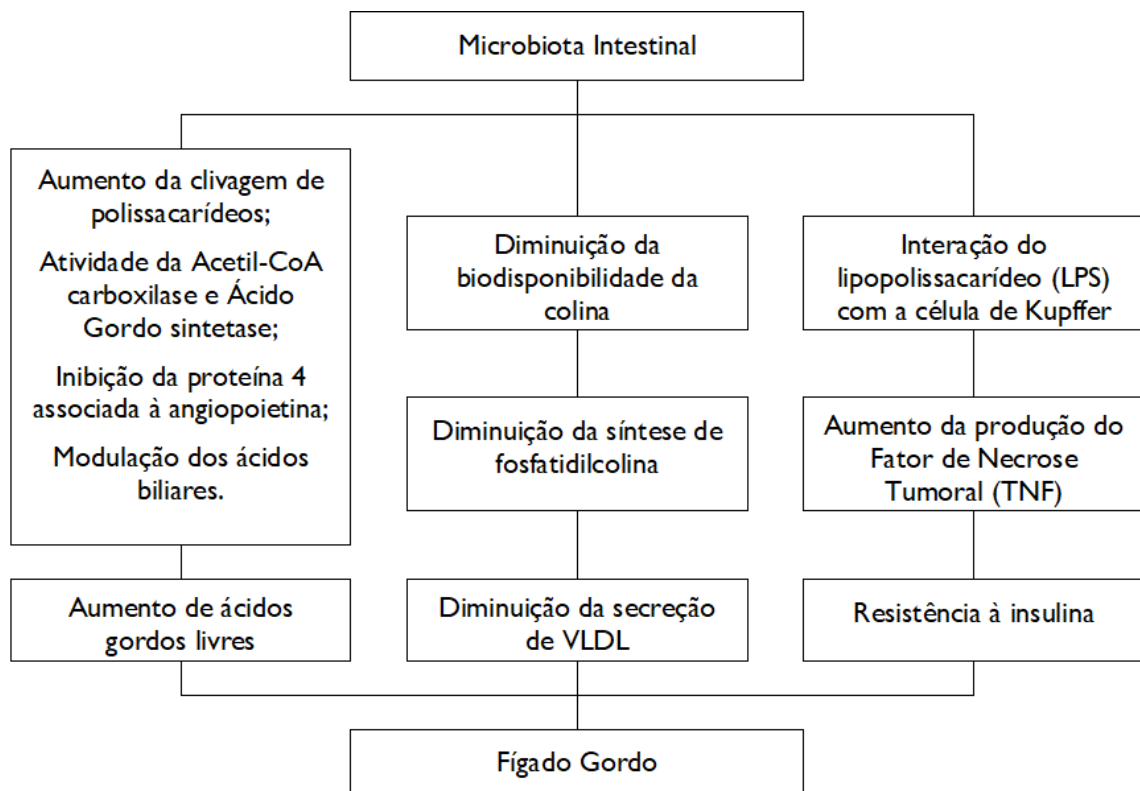 Microbiota Intestinal
Aumento da clivagem de
polissacarídeos;
Atividade da Acetil-CoA
carboxilase e Ácido
Gordo sintetase;
Inibição da proteína 4
associada à angiopoietina;
Modulação dos ácidos
biliares.
Aumento de ácidos
gordos livres
Diminuição da
biodisponibilidade da
colina
Diminuição da síntese de
fosfatidilcolina
Diminuição da secreção
de VLDL
Interação do
lipopolissacarídeo (LPS)
com a célula de Kupffer
Aumento da produção do
Fator de Necrose
Tumoral (TNF)
Resistência à insulina
Fígado Gordo